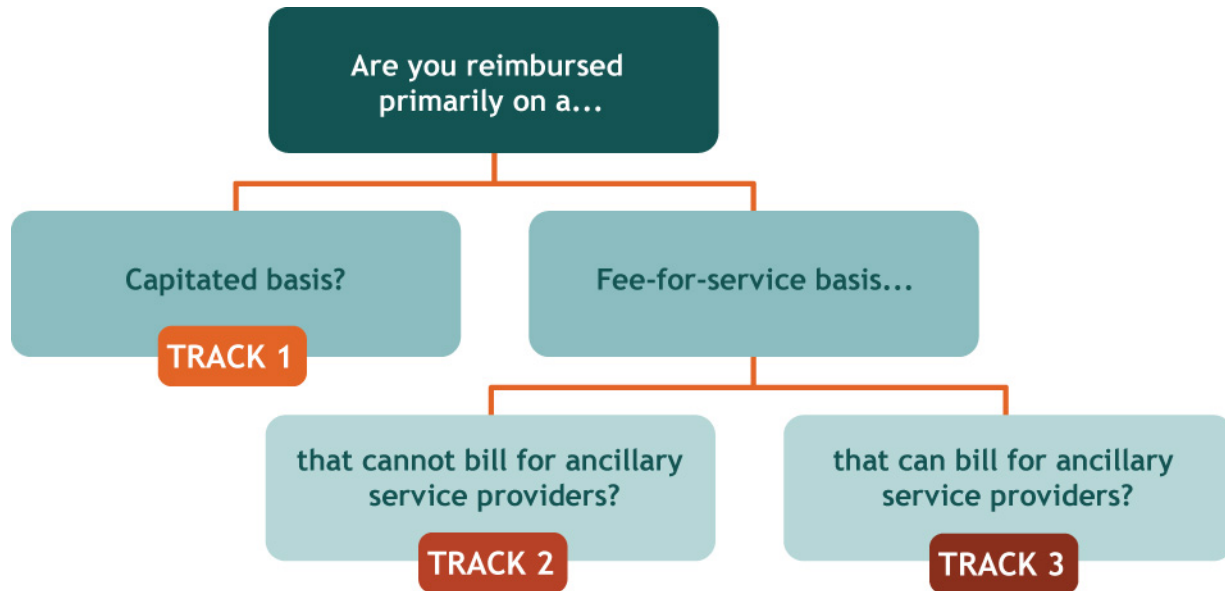 Are you reimbursed
primarily on a...
Capitated basis?
TRACK 1
Fee-for-service basis...
that cannot bill for ancillary
service providers?
TRACK 2
that can bill for ancillary
service providers?
TRACK 3